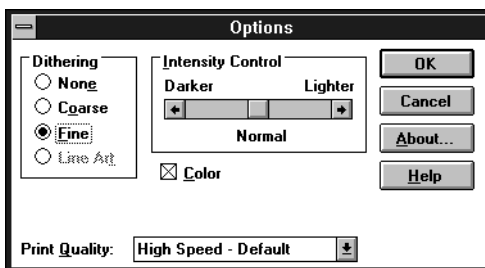 Options
Dithering
None
Coarse
Fine
Line Art
Intensity Control
Darker Lighter
Normal
Color
OK
Cancel
About...
Help
Print Quality: High Speed - Default